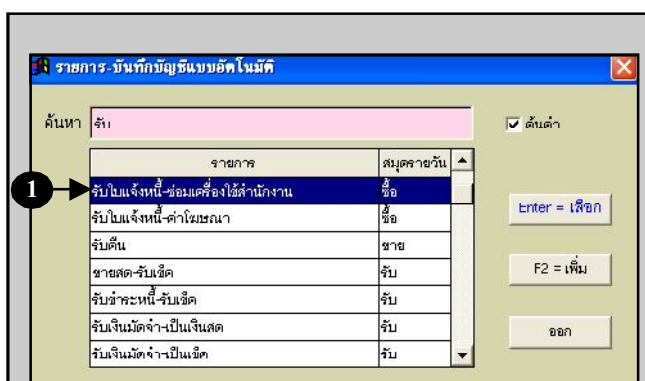 รายการ-บันทึกบัญชีแบบอัตโนมัติ
ค้นหา รับ ค้นคำ
รายการ สมุดรายวัน
1 รับใบแจ้งหนี้-ซ่อมเครื่องใช้สำนักงาน ซื้อ
Enter = เลือก
รับใบแจ้งหนี้-ค่าโฆษณา ซื้อ
รับคืน ขาย
F2 = เพิ่ม
ขายสด-รับเช็ค รับ
รับชำระหนี้-รับเช็ค รับ
รับเงินมัดจำ-เป็นเงินสด รับ
ออก
รับเงินมัดจำ-เป็นเช็ค รับ